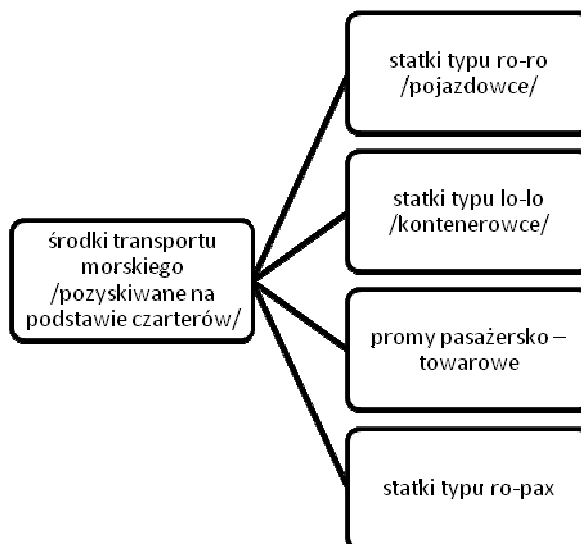 statki typu ro-ro
/pojazdowce/
statki typu lo-lo
/kontenerowce/
środki transportu
morskiego
/pozyskiwane na
podstawie czarterów/
promy pasażersko –
towarowe
statki typu ro-pax